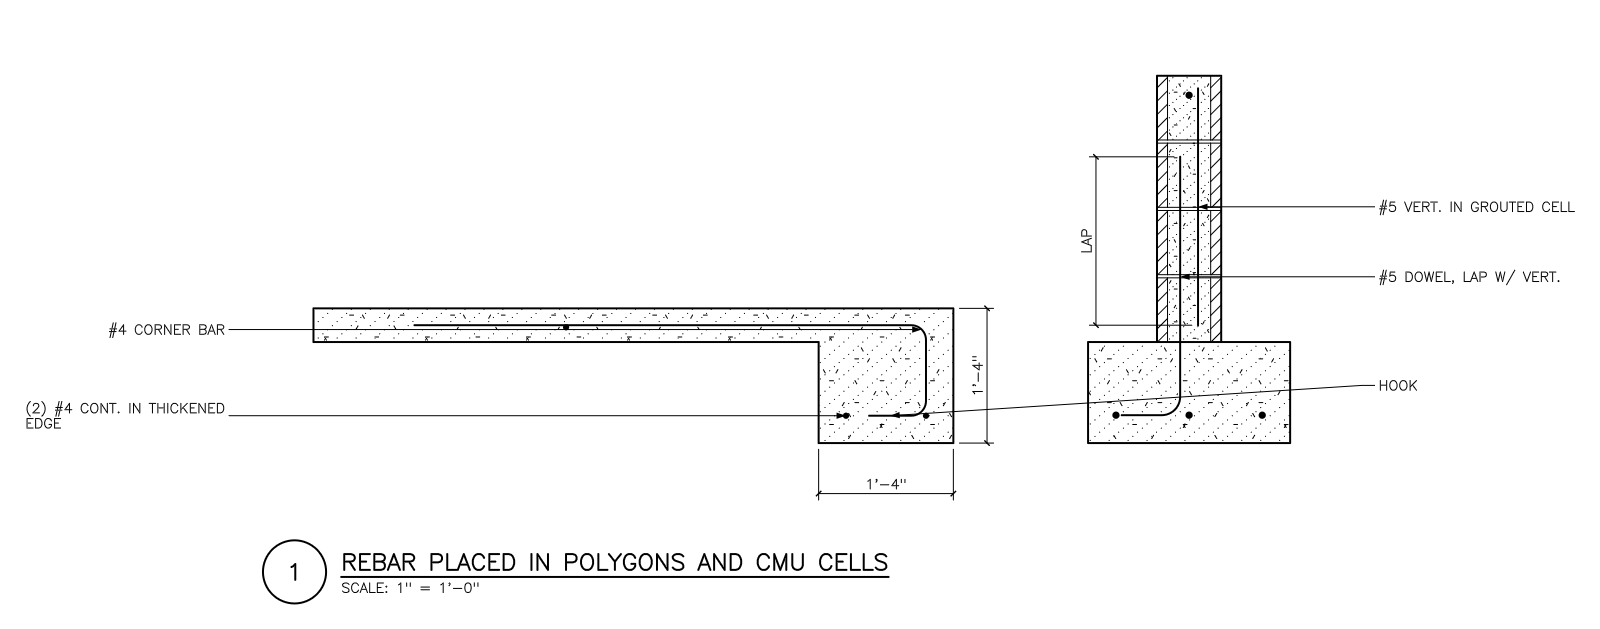 #5 VERT. IN GROUTED CELL
LAP
#5 DOWEL, LAP W/ VERT.
#4 CORNER BAR
1'-4"
HOOK
(2) #4 CONT. IN THICKENED
EDGE
1'-4"
1
REBAR PLACED IN POLYGONS AND CMU CELLS
SCALE: 1" = 1'-0"